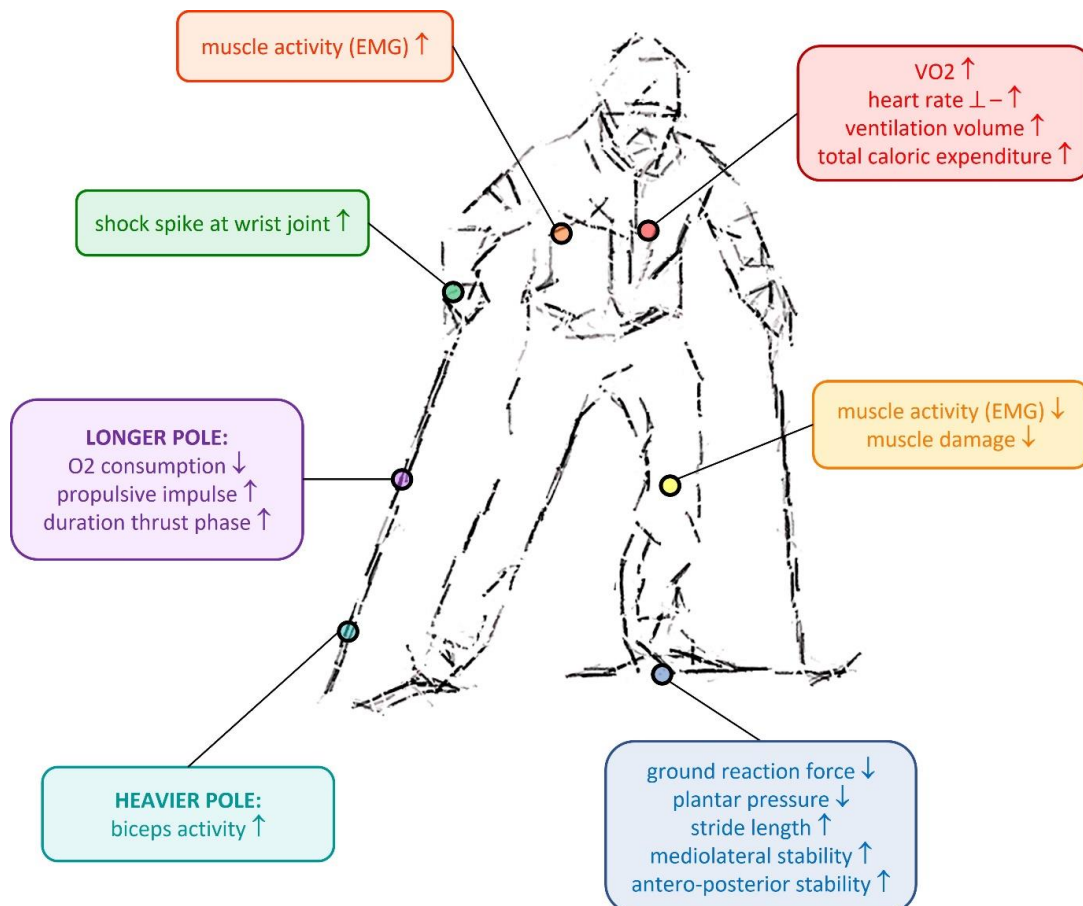 muscle activity (EMG) ↑
VO2 ↑
heart rate ⊥ – ↑
ventilation volume ↑
total caloric expenditure ↑
shock spike at wrist joint ↑
muscle activity (EMG) ↓
muscle damage ↓
LONGER POLE:
O2 consumption ↓
propulsive impulse ↑
duration thrust phase ↑
HEAVIER POLE:
biceps activity ↑
ground reaction force ↓
plantar pressure ↓
stride length ↑
mediolateral stability ↑
antero-posterior stability ↑